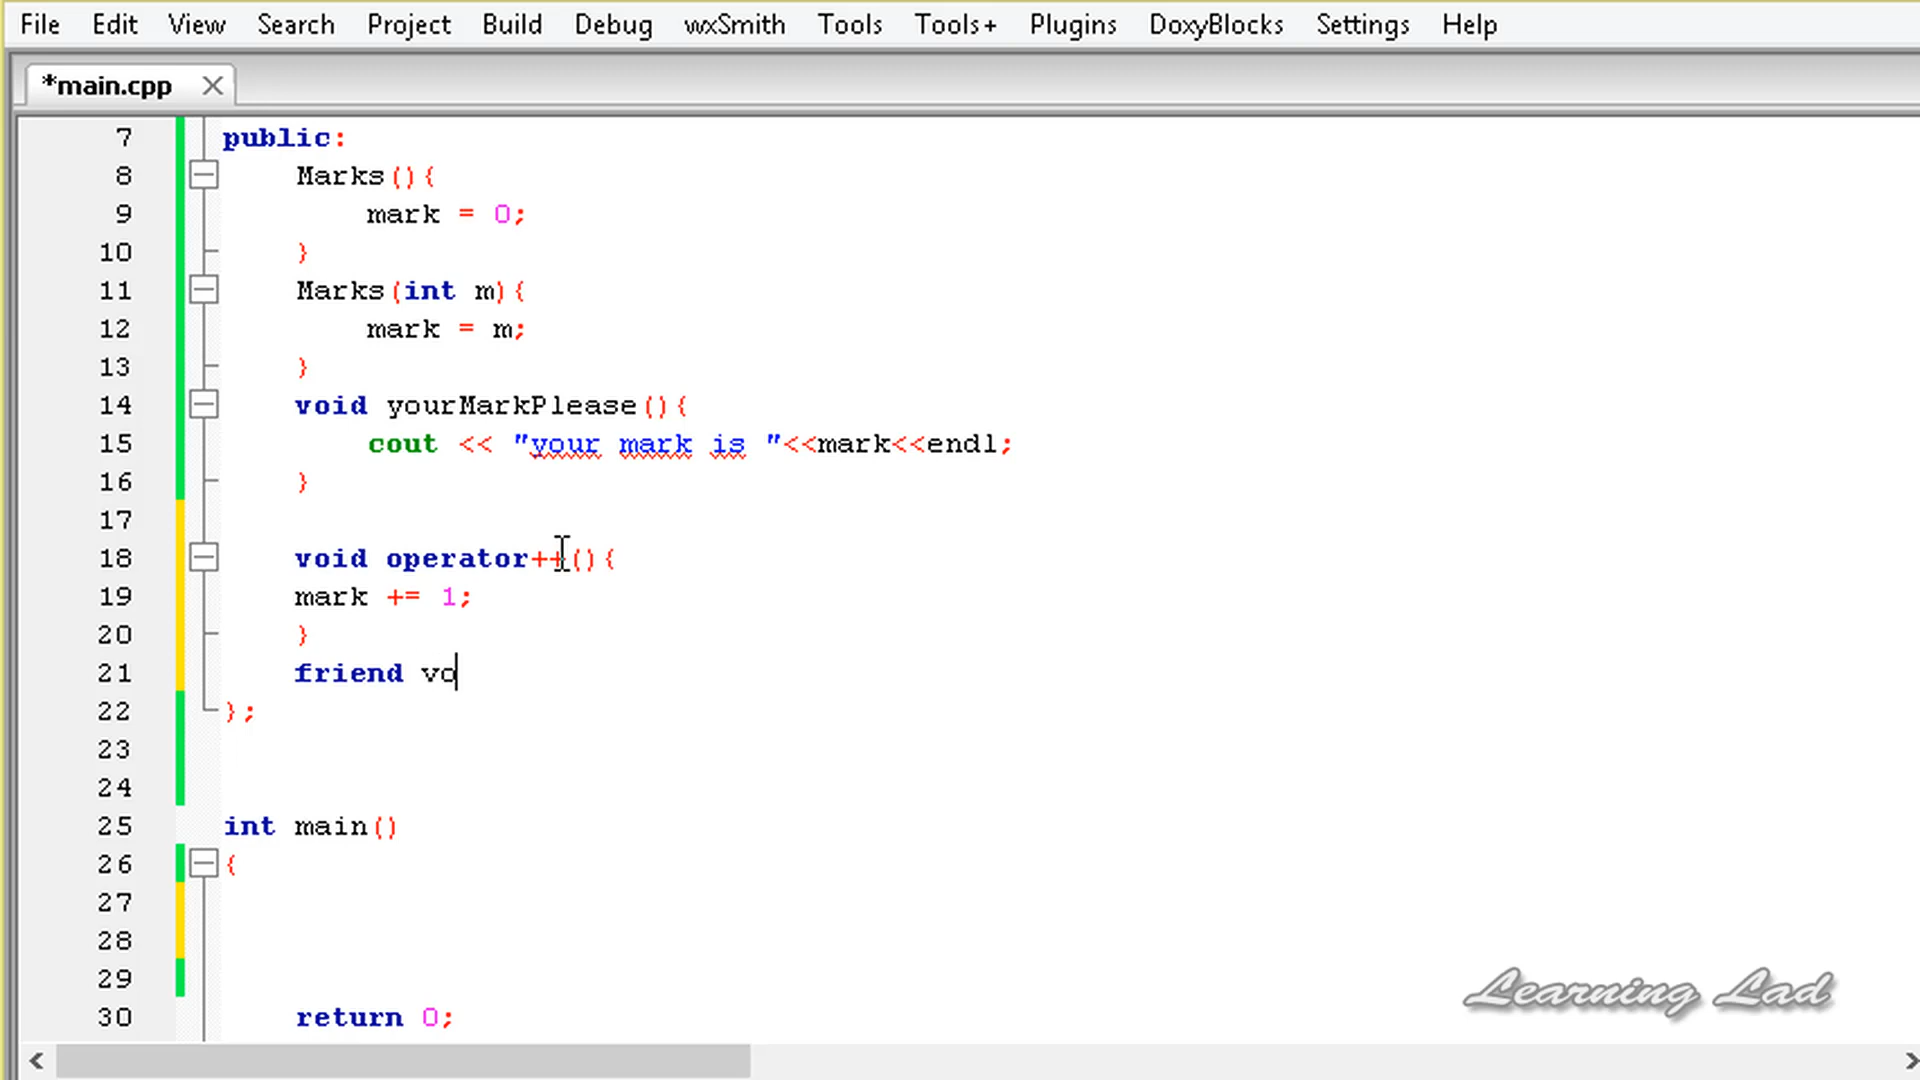 File Edit View Search Project Build Debug wxSmith Tools Tools+ Plugins DoxyBlocks Settings Help
*main.cpp
7 public:
8 Marks(){
9 mark = 0;
10 }
11 Marks(int m){
12 mark = m;
13 }
14 void yourMarkPlease(){
15 cout << "your mark is "<<mark<<endl;
16 }
17
18 void operator++(){
19 mark += 1;
20 }
21 friend vo
22 };
23
24
25 int main()
26 {
27
28
29
30 return 0;
Learning Lad